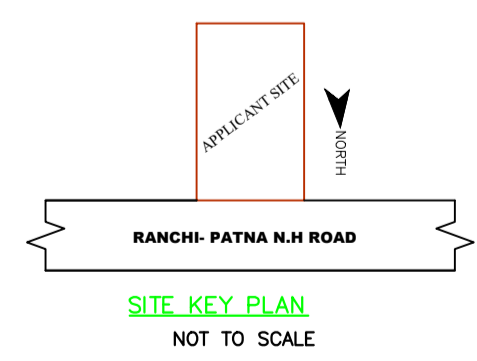 APPLICANT SITE
NORTH
RANCHI- PATNA N.H ROAD
SITE KEY PLAN
NOT TO SCALE